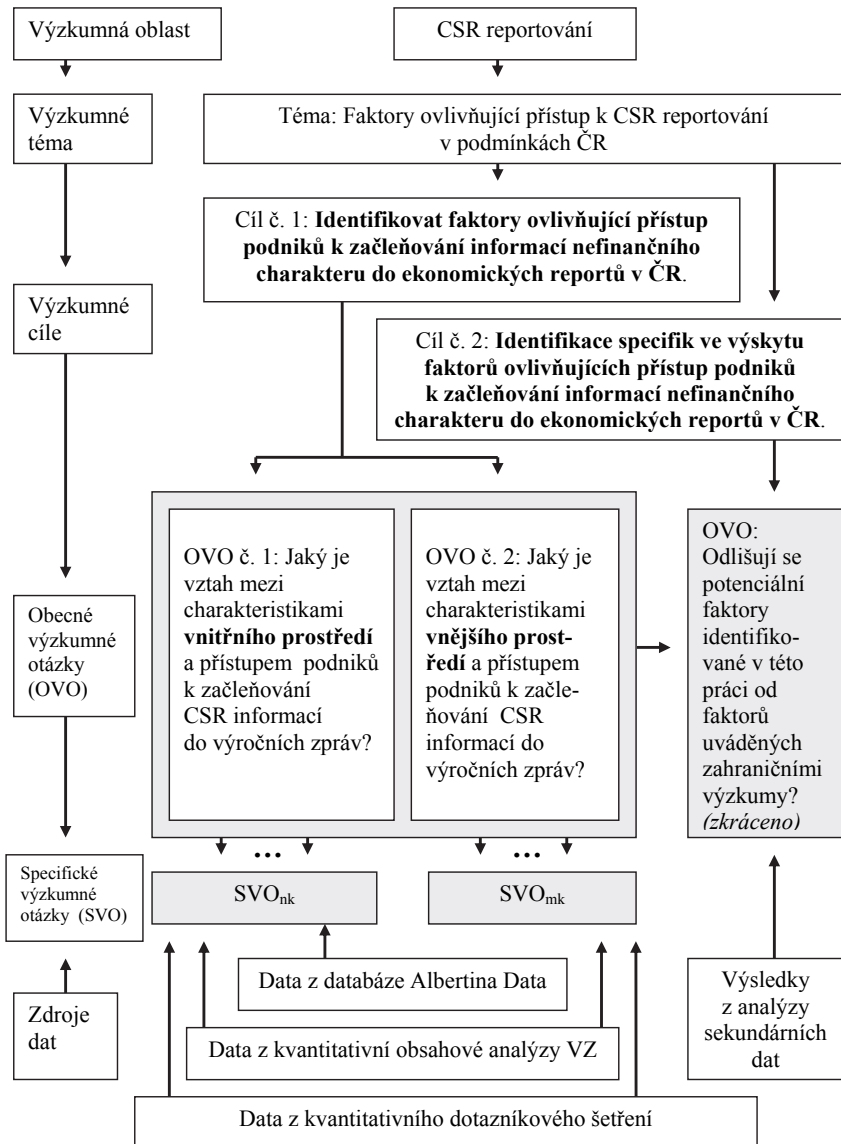 Výzkumná oblast
CSR reportování
Výzkumné
téma
Téma: Faktory ovlivňující přístup k CSR reportování
v podmínkách ČR
Cíl č. 1: Identifikovat faktory ovlivňující přístup
podniků k začleňování informací nefinančního
charakteru do ekonomických reportů v ČR.
Výzkumné
cíle
Cíl č. 2: Identifikace specifik ve výskytu
faktorů ovlivňujících přístup podniků
k začleňování informací nefinančního
charakteru do ekonomických reportů v ČR.
Obecné
výzkumné
otázky
(OVO)
OVO č. 1: Jaký je
vztah mezi
charakteristikami
vnitřního prostředí
a přístupem podniků
k začleňování
CSR informací
do výročních zpráv?
OVO č. 2: Jaký je
vztah mezi
charakteristikami
vnějšího prost-
ředí a přístupem
podniků k začle-
ňování CSR
informací do
výročních zpráv?
OVO:
Odlišují se
potenciální
faktory
identifiko-
vané v této
práci od
faktorů
uváděných
zahraničními
výzkumy?
(zkráceno)
...
...
Specifické
výzkumné
otázky (SVO)
SVOnk
SVOmk
Zdroje
dat
Data z databáze Albertina Data
Data z kvantitativní obsahové analýzy VZ
Data z kvantitativního dotazníkového šetření
Výsledky
z analýzy
sekundárních
dat